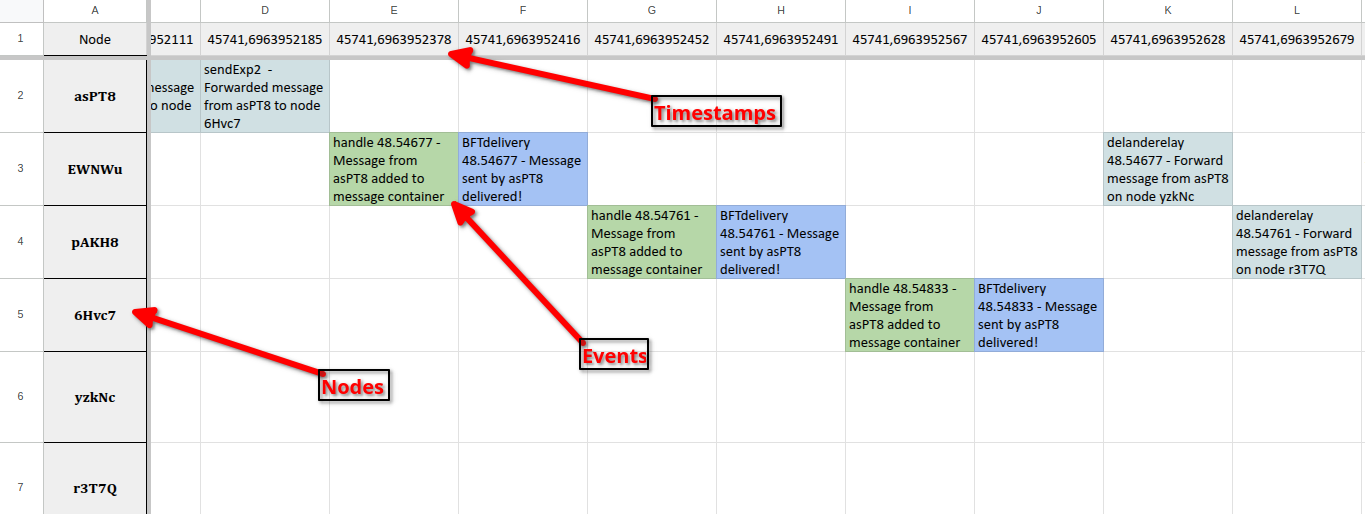 A D E F G H I J K L
1 Node 952111 45741,6963952185 45741,6963952378 45741,6963952416 45741,6963952452 45741,6963952491 45741,6963952567 45741,6963952605 45741,6963952628 45741,6963952679
Timestamps
2 asPT8
o node
sendExp2 -
Forwarded message
from asPT8 to node
6Hvc7
3 EWNWu
handle 48.54677 -
Message from
asPT8 added to
message container
BFTdelivery
48.54677 - Message
sent by asPT8
delivered!
delanderelay
48.54677 - Forward
message from asPT8
on node yzkNc
4 pAKH8
handle 48.54761 -
Message from
asPT8 added to
message container
BFTdelivery
48.54761 - Message
sent by asPT8
delivered!
delanderelay
48.54761 - Forward
message from asPT8
on node r3T7Q
5 6Hvc7
handle 48.54833 -
Message from
asPT8 added to
message container
BFTdelivery
48.54833 - Message
sent by asPT8
delivered!
Events
Nodes
6 yzkNc
7 r3T7Q